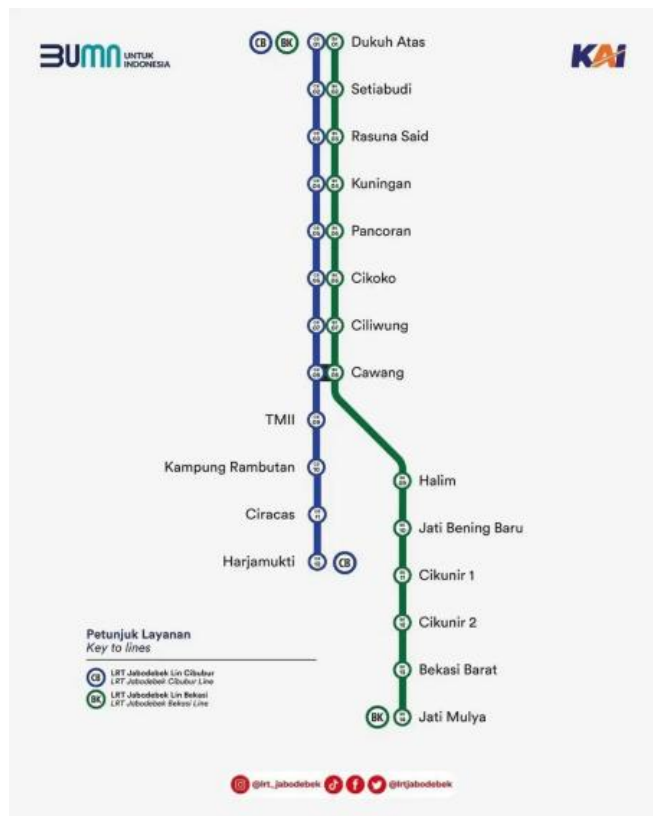 BUMN UNTUK
INDONESIA
KAI
CB BK Dukuh Atas
Setiabudi
Rasuna Said
Kuningan
Pancoran
Cikoko
Ciliwung
Cawang
TMII
Kampung Rambutan
Ciracas
Harjamukti CB
Halim
Jati Bening Baru
Cikunir 1
Cikunir 2
Bekasi Barat
BK Jati Mulya
Petunjuk Layanan
Key to lines
CB LRT Jabodebek Lin Cibubur
LRT Jabodebek Cibubur Line
BK LRT Jabodebek Lin Bekasi
LRT Jabodebek Bekasi Line
@lrt_jabodebek @lrtjabodebek